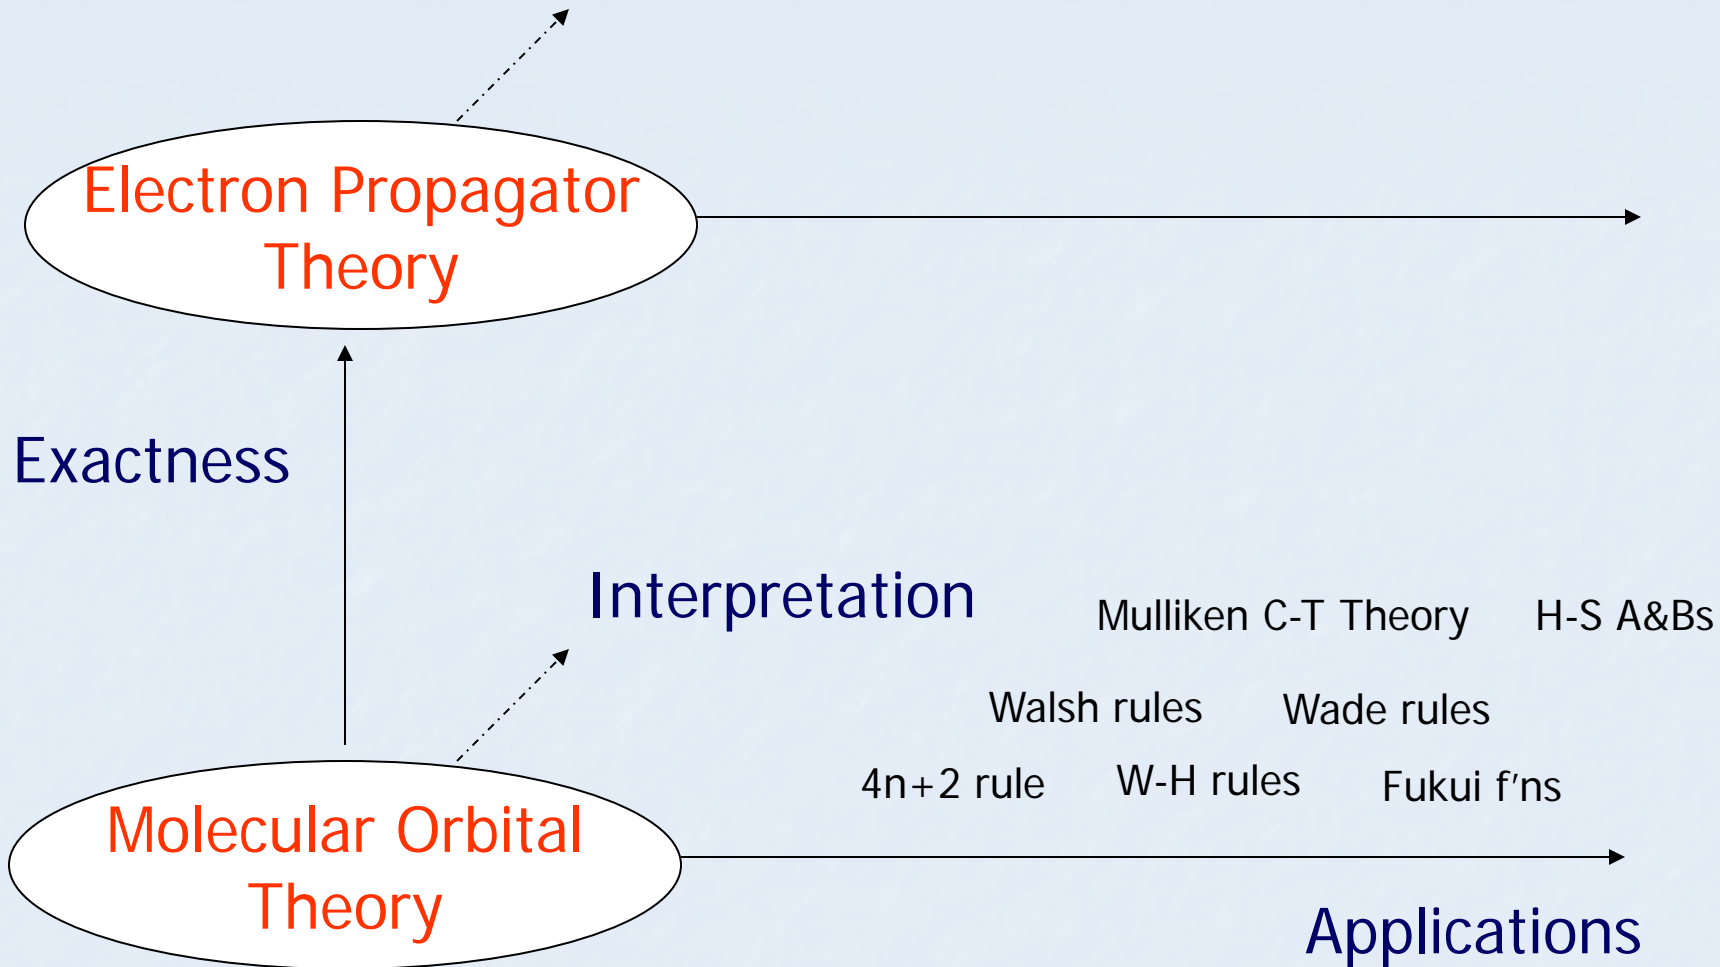 Electron Propagator
Theory
Exactness
Interpretation
Mulliken C-T Theory
H-S A&Bs
Walsh rules
Wade rules
4n+2 rule
W-H rules
Fukui f'ns
Molecular Orbital
Theory
Applications